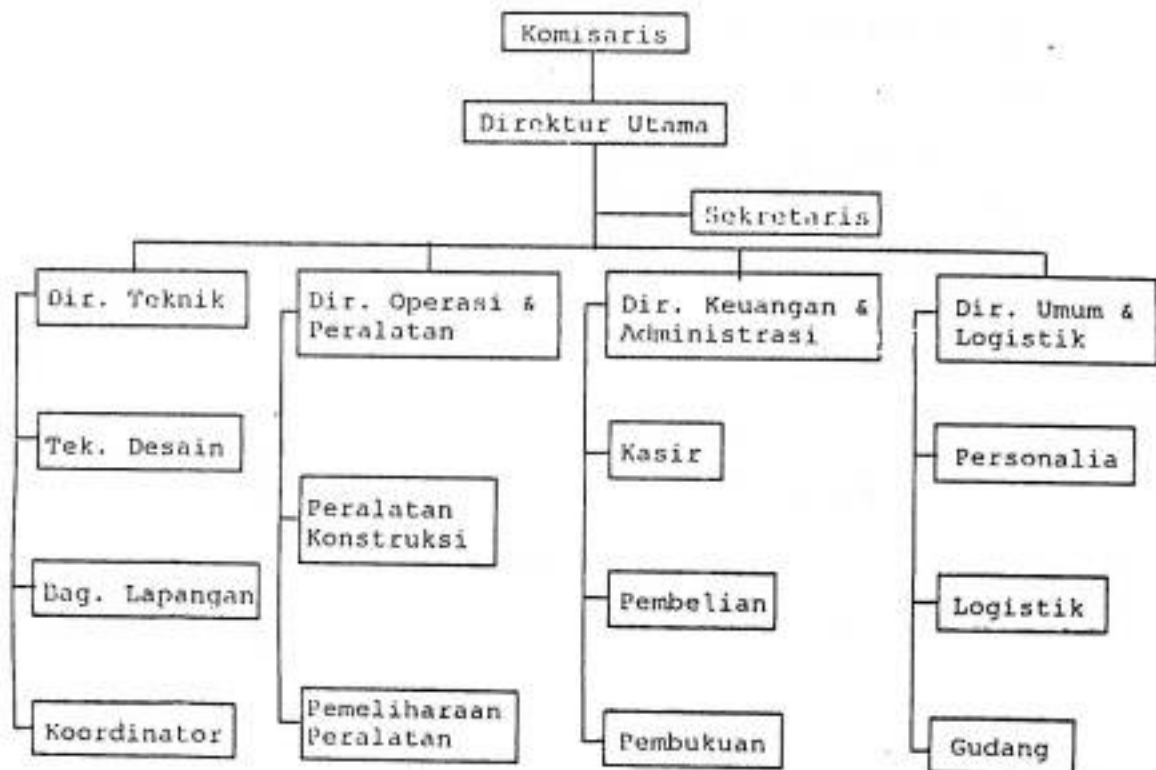 Komisaris
Direktur Utama
Sekretaris
Dir. Teknik
Dir. Operasi &
Peralatan
Dir. Keuangan &
Administrasi
Dir. Umum &
Logistik
Tek. Desain
Kasir
Personalia
Peralatan
Konstruksi
Bag. Lapangan
Pembelian
Logistik
Koordinator
Pemeliharaan
Peralatan
Pembukuan
Gudang